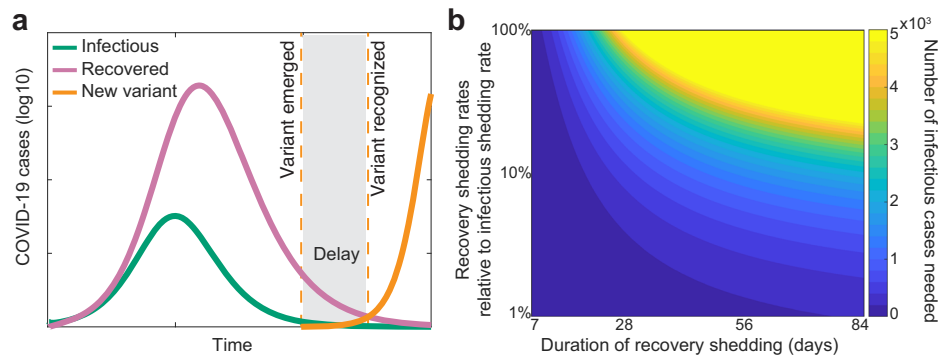 a
Infectious
Recovered
New variant
COVID-19 cases (log10)
Variant emerged
Variant recognized
Delay
Time
b
Recovery shedding rates
relative to infectious shedding rate
100%
10%
1%
7
28
56
84
Duration of recovery shedding (days)
5 x10³
4
3
2
1
0
Number of infectious cases needed